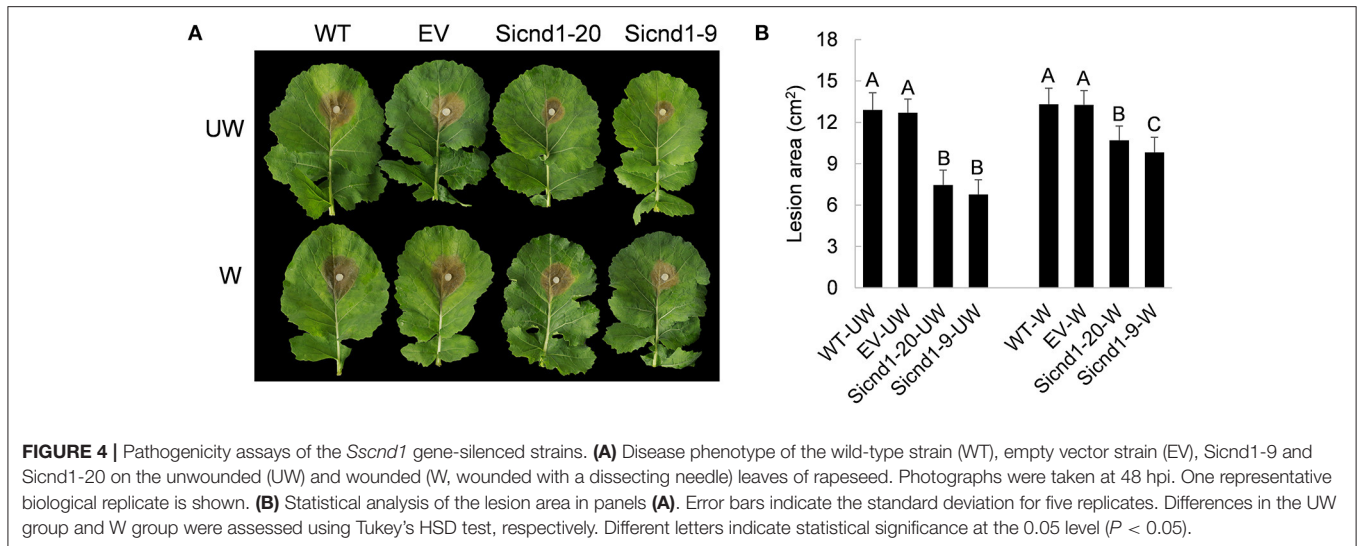 A
WT EV Sicnd1-20 Sicnd1-9
UW
W
B
Lesion area (cm²)
18
15
12
9
6
3
0
A A B B A A B C
WT-UW
EV-UW
Sicnd1-20-UW
Sicnd1-9-UW
WT-W
EV-W
Sicnd1-20-W
Sicnd1-9-W
FIGURE 4 | Pathogenicity assays of the Sscnd1 gene-silenced strains. (A) Disease phenotype of the wild-type strain (WT), empty vector strain (EV), Sicnd1-9 and
Sicnd1-20 on the unwounded (UW) and wounded (W, wounded with a dissecting needle) leaves of rapeseed. Photographs were taken at 48 hpi. One representative
biological replicate is shown. (B) Statistical analysis of the lesion area in panels (A). Error bars indicate the standard deviation for five replicates. Differences in the UW
group and W group were assessed using Tukey's HSD test, respectively. Different letters indicate statistical significance at the 0.05 level (P < 0.05).